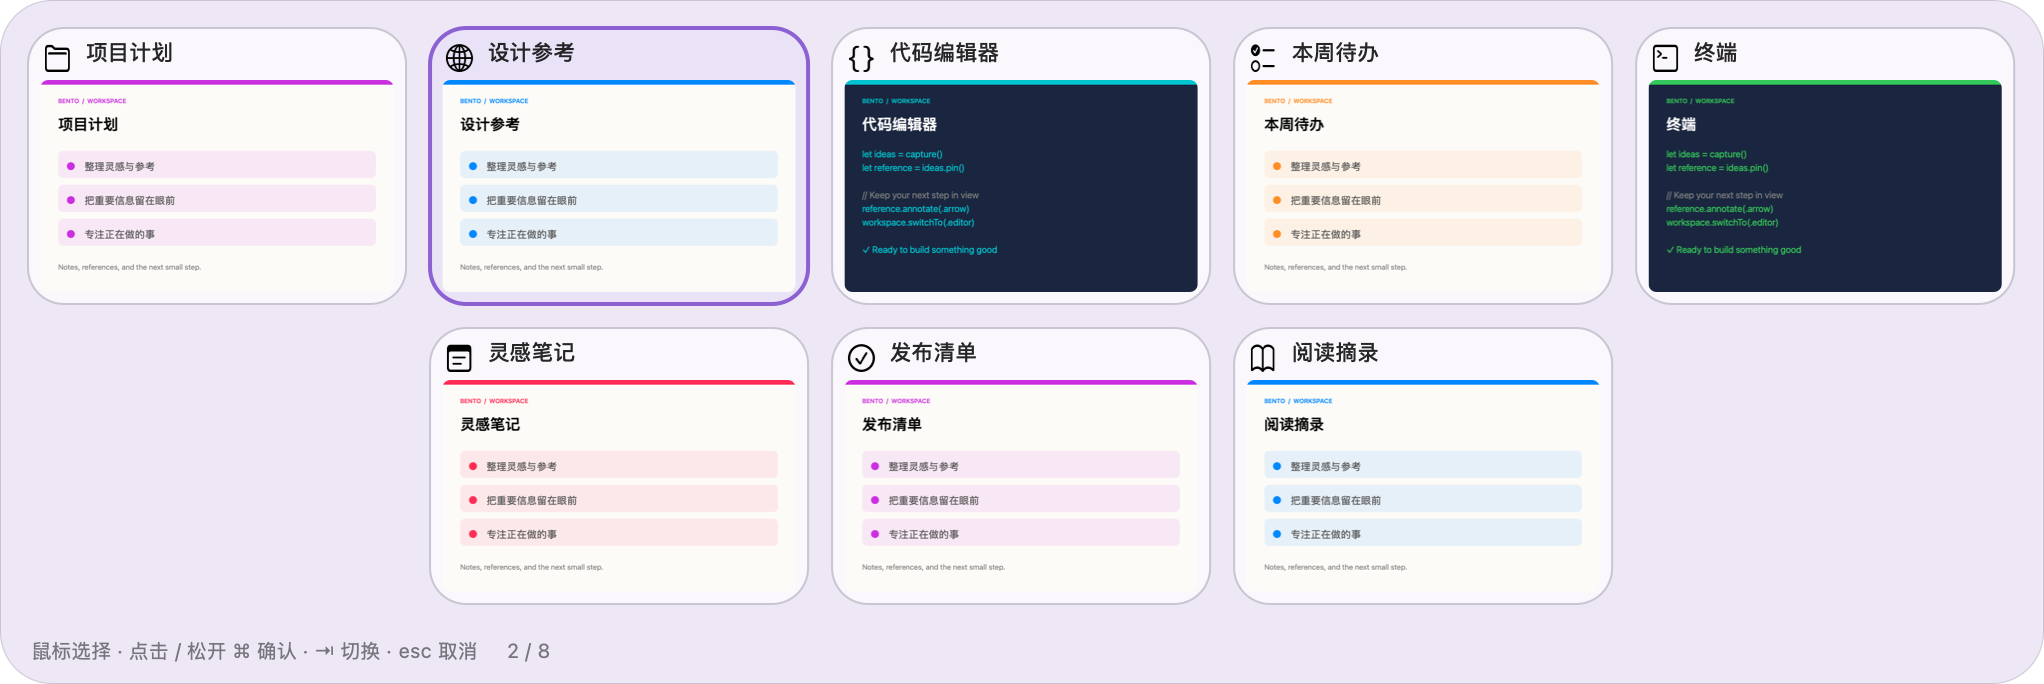 项目计划
BENTO / WORKSPACE
项目计划
整理灵感与参考
把重要信息留在眼前
专注正在做的事
Notes, references, and the next small step.
设计参考
BENTO / WORKSPACE
设计参考
整理灵感与参考
把重要信息留在眼前
专注正在做的事
Notes, references, and the next small step.
代码编辑器
BENTO / WORKSPACE
代码编辑器
let ideas = capture()
let reference = ideas.pin()
// Keep your next step in view
reference.annotate(.arrow)
workspace.switchTo(.editor)
✓ Ready to build something good
本周待办
BENTO / WORKSPACE
本周待办
整理灵感与参考
把重要信息留在眼前
专注正在做的事
Notes, references, and the next small step.
终端
BENTO / WORKSPACE
终端
let ideas = capture()
let reference = ideas.pin()
// Keep your next step in view
reference.annotate(.arrow)
workspace.switchTo(.editor)
✓ Ready to build something good
灵感笔记
BENTO / WORKSPACE
灵感笔记
整理灵感与参考
把重要信息留在眼前
专注正在做的事
Notes, references, and the next small step.
发布清单
BENTO / WORKSPACE
发布清单
整理灵感与参考
把重要信息留在眼前
专注正在做的事
Notes, references, and the next small step.
阅读摘录
BENTO / WORKSPACE
阅读摘录
整理灵感与参考
把重要信息留在眼前
专注正在做的事
Notes, references, and the next small step.
鼠标选择 · 点击 / 松开 ⌘ 确认 · ⇥ 切换 · esc 取消 2 / 8